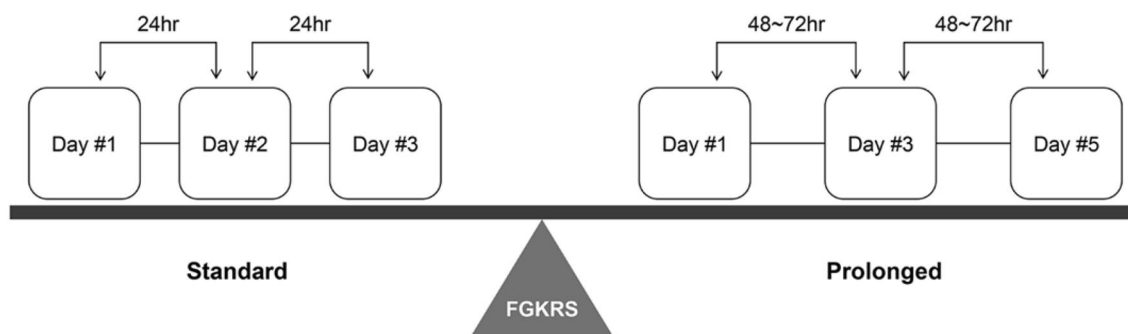 24hr 24hr 48~72hr 48~72hr
Day #1 Day #2 Day #3 Day #1 Day #3 Day #5
Standard Prolonged
FGKRS